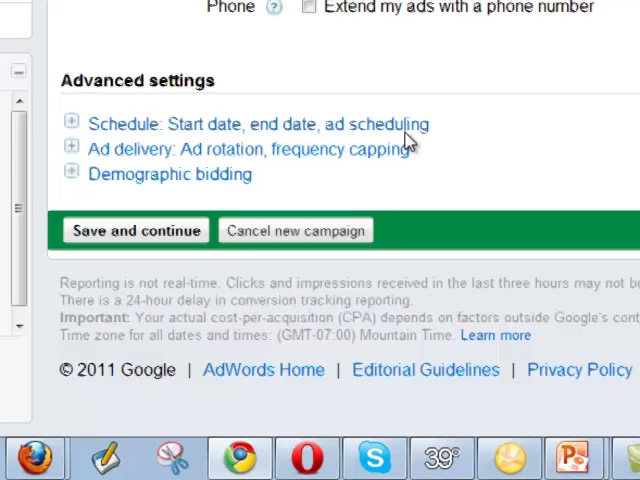 Phone ? Extend my ads with a phone number
Advanced settings
Schedule: Start date, end date, ad scheduling
Ad delivery: Ad rotation, frequency capping
Demographic bidding
Save and continue Cancel new campaign
Reporting is not real-time. Clicks and impressions received in the last three hours may not be
There is a 24-hour delay in conversion tracking reporting.
Important: Your actual cost-per-acquisition (CPA) depends on factors outside Google's cont
Time zone for all dates and times: (GMT-07:00) Mountain Time. Learn more
© 2011 Google | AdWords Home | Editorial Guidelines | Privacy Policy
39°